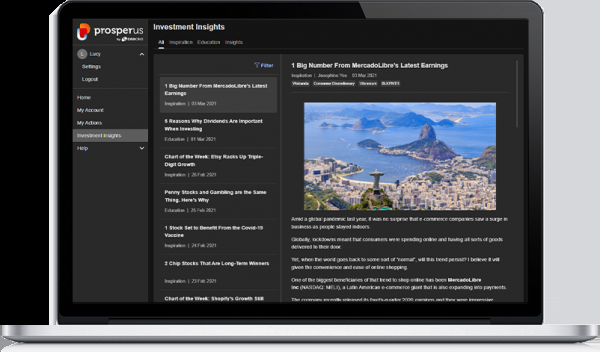 prosperus
by
Investment Insights
All Inspiration Education Insights
L Lucy
Settings
Logout
Home
My Account
My Actions
Investment Insights
Help
Filter
1 Big Number From MercadoLibre's Latest
Earnings
Inspiration | 03 Mar 2021
5 Reasons Why Dividends Are Important
When Investing
Education | 01 Mar 2021
Chart of the Week: Etsy Racks Up Triple-
Digit Growth
Inspiration | 26 Feb 2021
Penny Stocks and Gambling are the Same
Thing. Here's Why
Education | 25 Feb 2021
1 Stock Set to Benefit From the Covid-19
Vaccine
Inspiration | 24 Feb 2021
2 Chip Stocks That Are Long-Term Winners
Inspiration | 23 Feb 2021
Chart of the Week: Shopify's Growth Still
1 Big Number From MercadoLibre's Latest Earnings
Inspiration | Josephine 03 Mar 2021
Consumer Discretionary
Amid a global pandemic last year, it was no surprise that e-commerce companies saw a surge in
business as people stayed indoors.
Globally, lockdowns meant that consumers were spending online and having all sorts of goods
delivered to their door.
Yet, when the world goes back to some sort of "normal", will this trend persist? I believe it will
given the convenience and ease of online shopping.
One of the biggest beneficiaries of that trend to shop online has been MercadoLibre
Inc (NASDAQ: MELI), a Latin American e-commerce giant that is also expanding into payments.
The company recently released its fourth-quarter 2020 earnings and they were impressive.